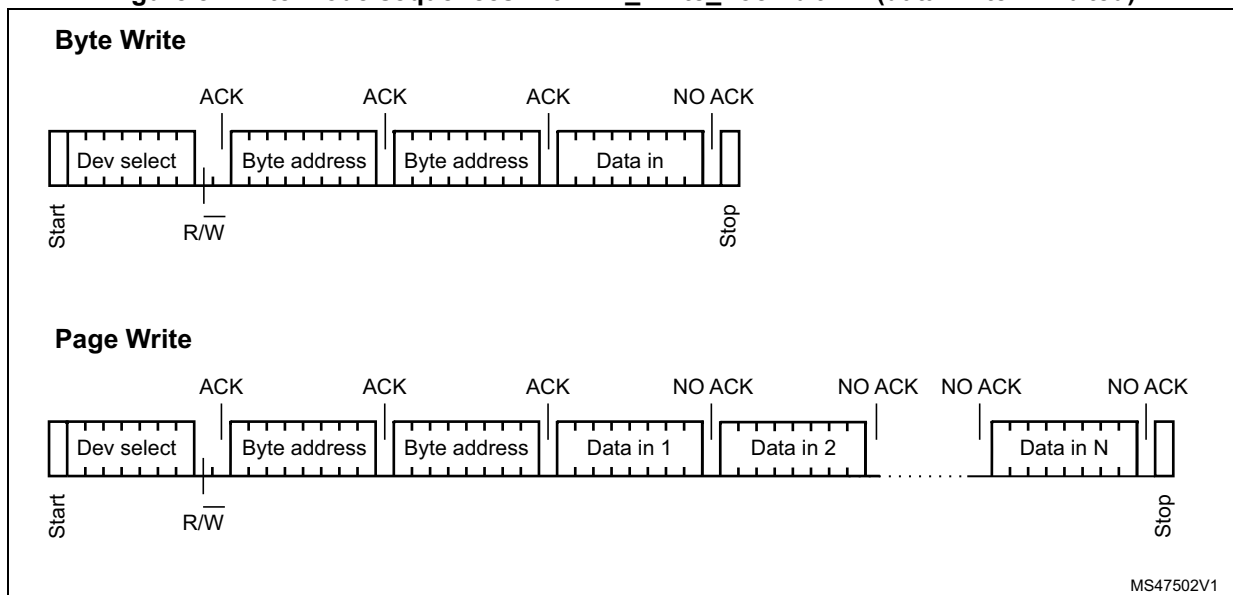 Byte Write
ACK ACK ACK NO ACK
Dev select Byte address Byte address Data in
Start R/W Stop
Page Write
ACK ACK ACK NO ACK NO ACK NO ACK NO ACK
Dev select Byte address Byte address Data in 1 Data in 2 Data in N
Start R/W Stop
MS47502V1